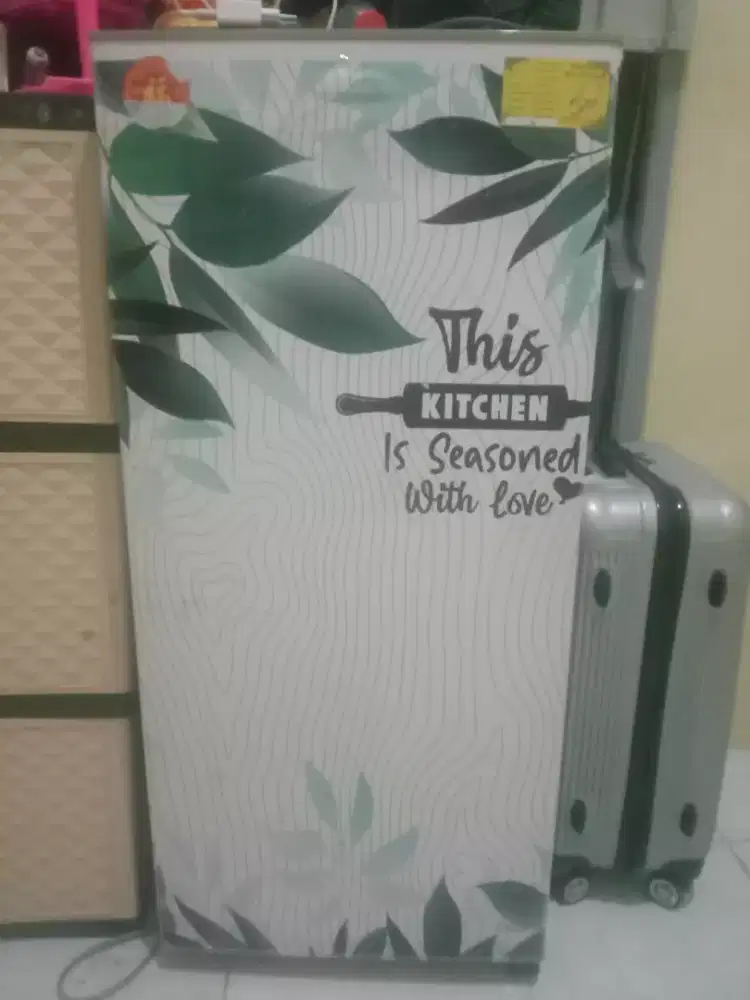 This
KITCHEN
Is Seasoned
With Love